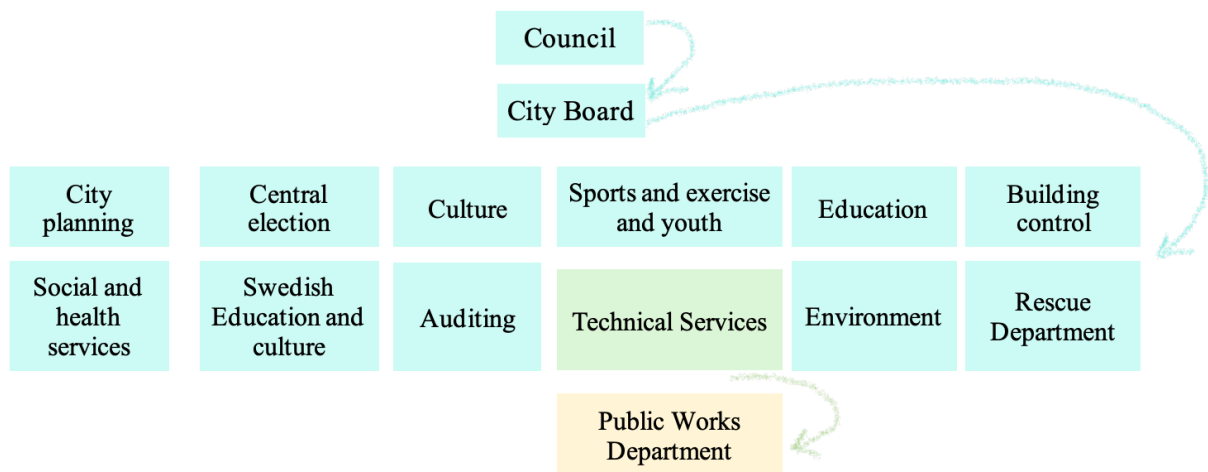 Council
City Board
City
planning
Central
election
Culture
Sports and exercise
and youth
Education
Building
control
Social and
health
services
Swedish
Education and
culture
Auditing
Technical Services
Environment
Rescue
Department
Public Works
Department